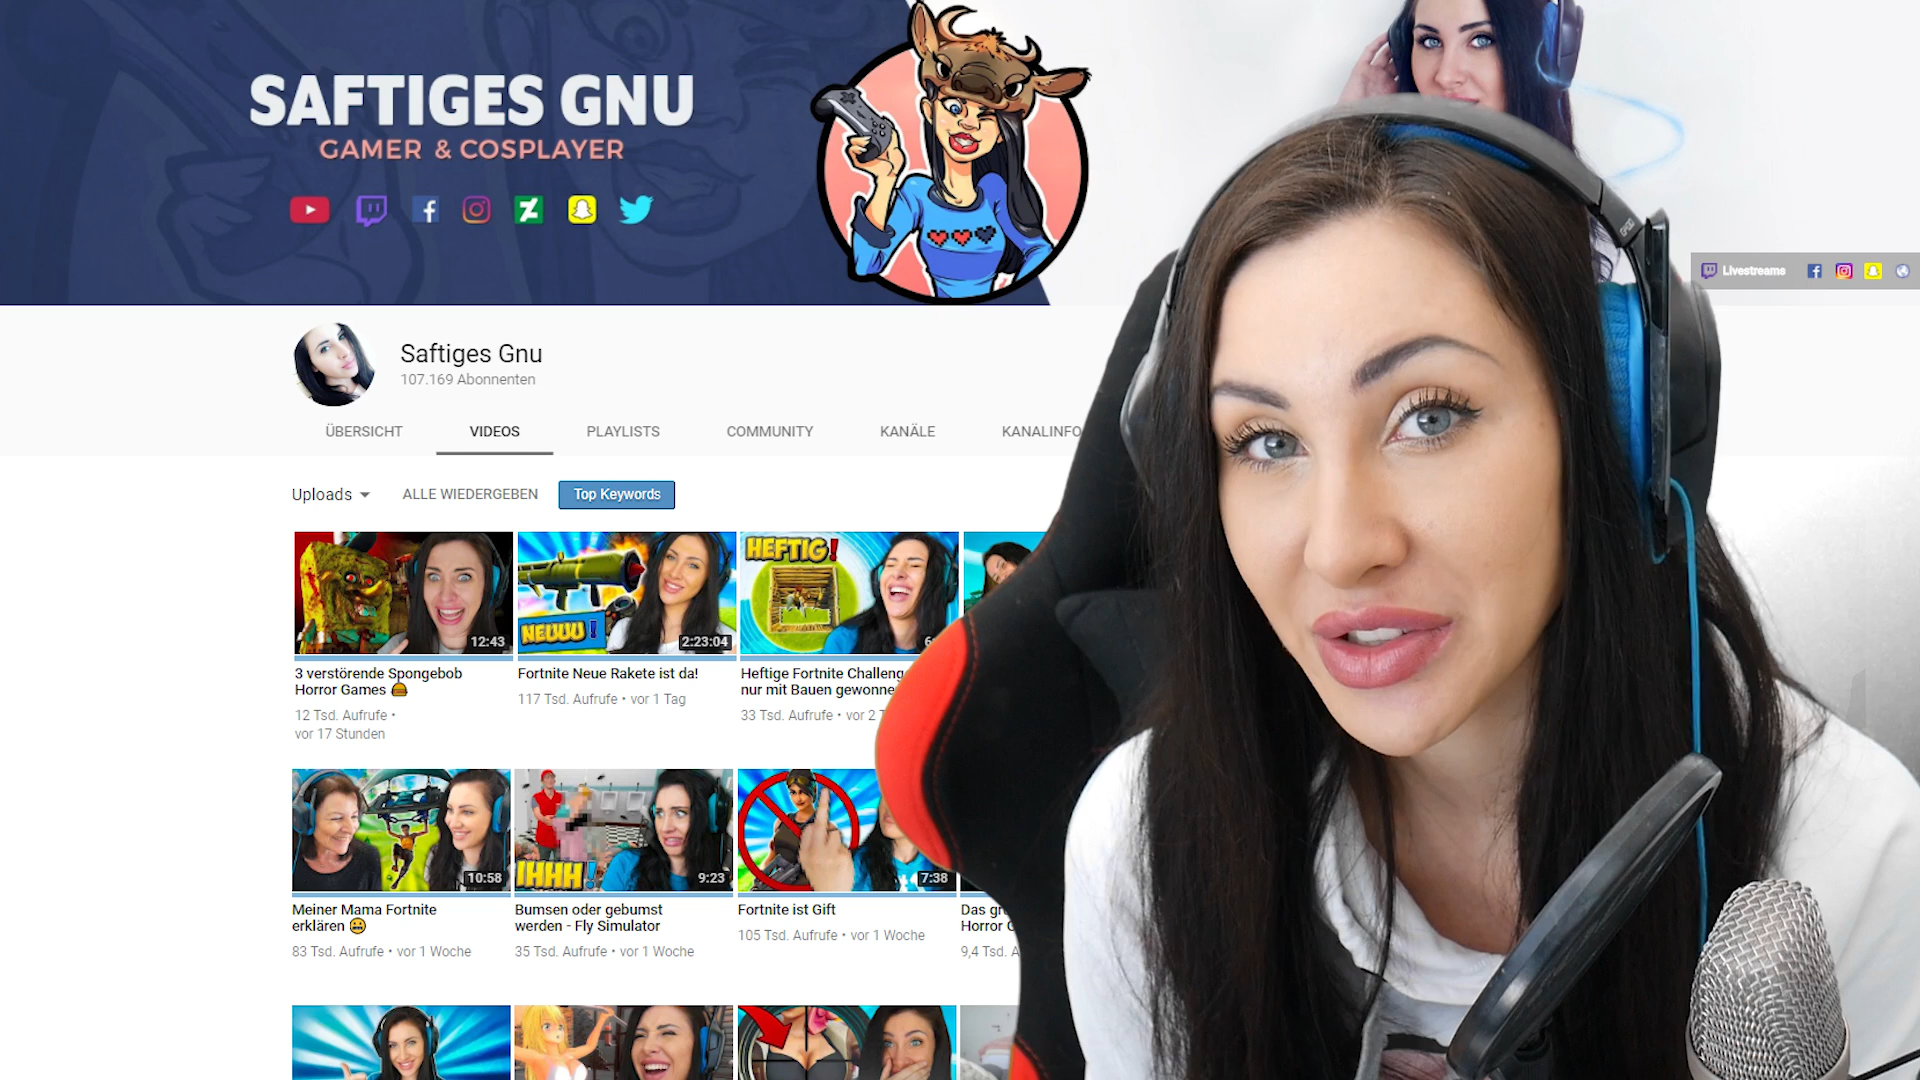 SAFTIGES GNU
GAMER & COSPLAYER
Livestreams
Saftiges Gnu
107.169 Abonnenten
ÜBERSICHT VIDEOS PLAYLISTS COMMUNITY KANÄLE KANALINFO
Uploads ALLE WIEDERGEBEN Top Keywords
HEFTIG!
NEUUU!
12:43 2:23:04 6
3 verstörende Spongebob Fortnite Neue Rakete ist da! Heftige Fortnite Challeng
Horror Games nur mit Bauen gewonne
117 Tsd. Aufrufe • vor 1 Tag
12 Tsd. Aufrufe • 33 Tsd. Aufrufe • vor 2 T
vor 17 Stunden
IHHH!
10:58 9:23 7:38
Meiner Mama Fortnite Bumsen oder gebumst Fortnite ist Gift Das gr
erklären werden - Fly Simulator Horror G
105 Tsd. Aufrufe • vor 1 Woche
83 Tsd. Aufrufe • vor 1 Woche 35 Tsd. Aufrufe • vor 1 Woche 9,4 Tsd. A